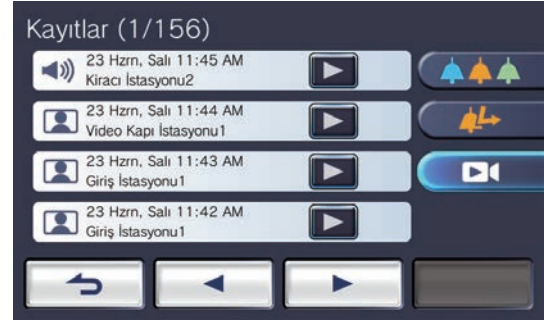 Kayıtlar (1/156)
23 Hzrn, Salı 11:45 AM
Kiracı İstasyonu2
23 Hzrn, Salı 11:44 AM
Video Kapı İstasyonu1
23 Hzrn, Salı 11:43 AM
Giriş İstasyonu1
23 Hzrn, Salı 11:42 AM
Giriş İstasyonu1